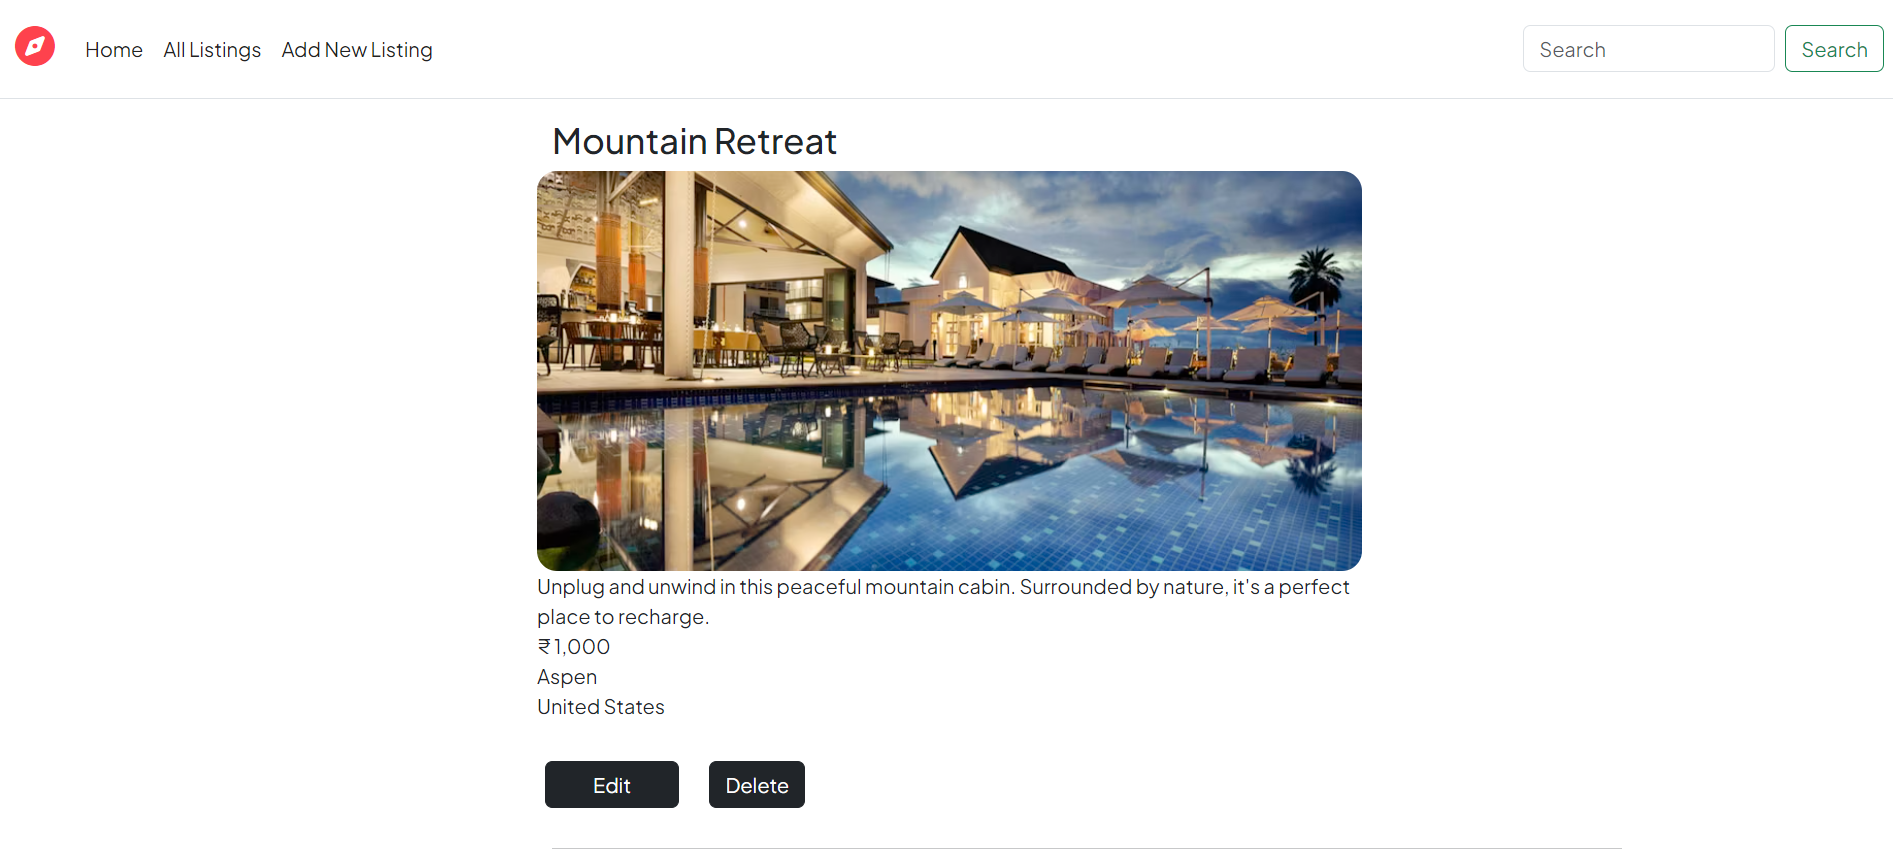 Home All Listings Add New Listing Search Search
Mountain Retreat
Unplug and unwind in this peaceful mountain cabin. Surrounded by nature, it's a perfect
place to recharge.
₹ 1,000
Aspen
United States
Edit Delete